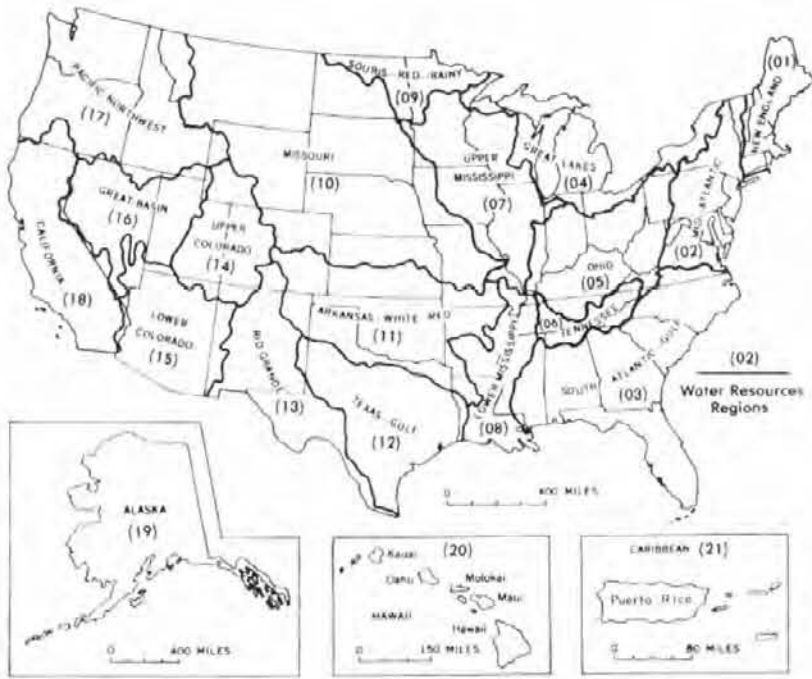 (01)
NEW ENGLAND
SOURIS RED RAINY
(09)
PACIFIC NORTHWEST
(17)
MISSOURI
(10)
UPPER
MISSISSIPPI
(07)
GREAT LAKES
(04)
MID ATLANTIC
(02)
GREAT BASIN
(16)
UPPER
COLORADO
(14)
OHIO
(05)
CALIFORNIA
(18)
LOWER
COLORADO
(15)
ARKANSAS WHITE RED
(11)
(06)
TENNESSEE
RIO GRANDE
(13)
TEXAS GULF
(12)
LOWER MISSISSIPPI
(08)
SOUTH ATLANTIC GULF
(03)
(02)
Water Resources
Regions
0 400 MILES
ALASKA
(19)
0 400 MILES
(20)
Kauai
Oahu
Molokai
Maui
HAWAII
Hawaii
0 150 MILES
CARIBBEAN (21)
Puerto Rico
0 80 MILES